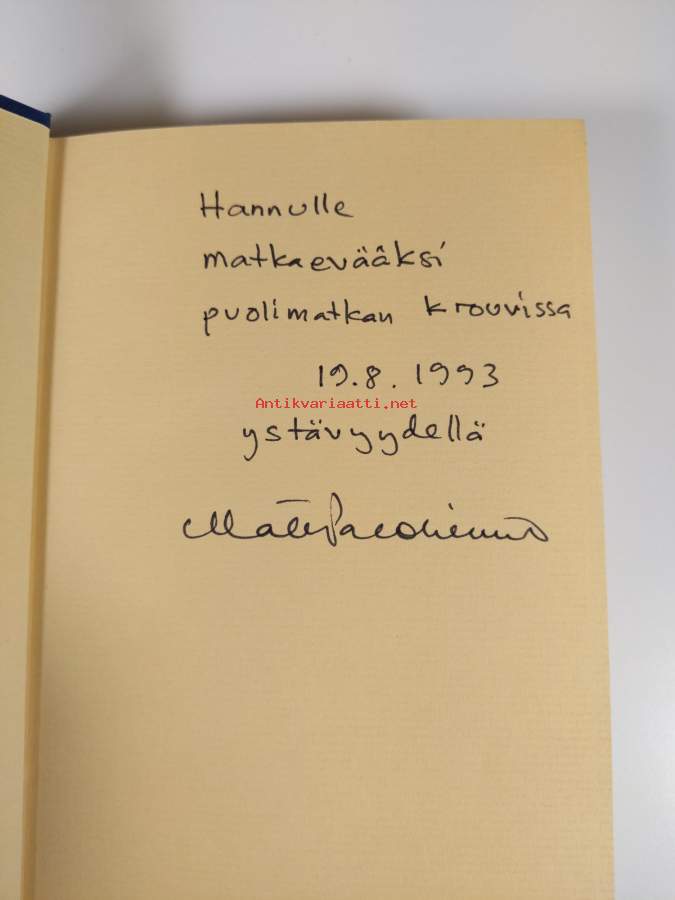 Hannulle
matkaevääksi
puolimatkan krouvissa
19.8.1993
Antikvariaatti.net
ystävyydellä